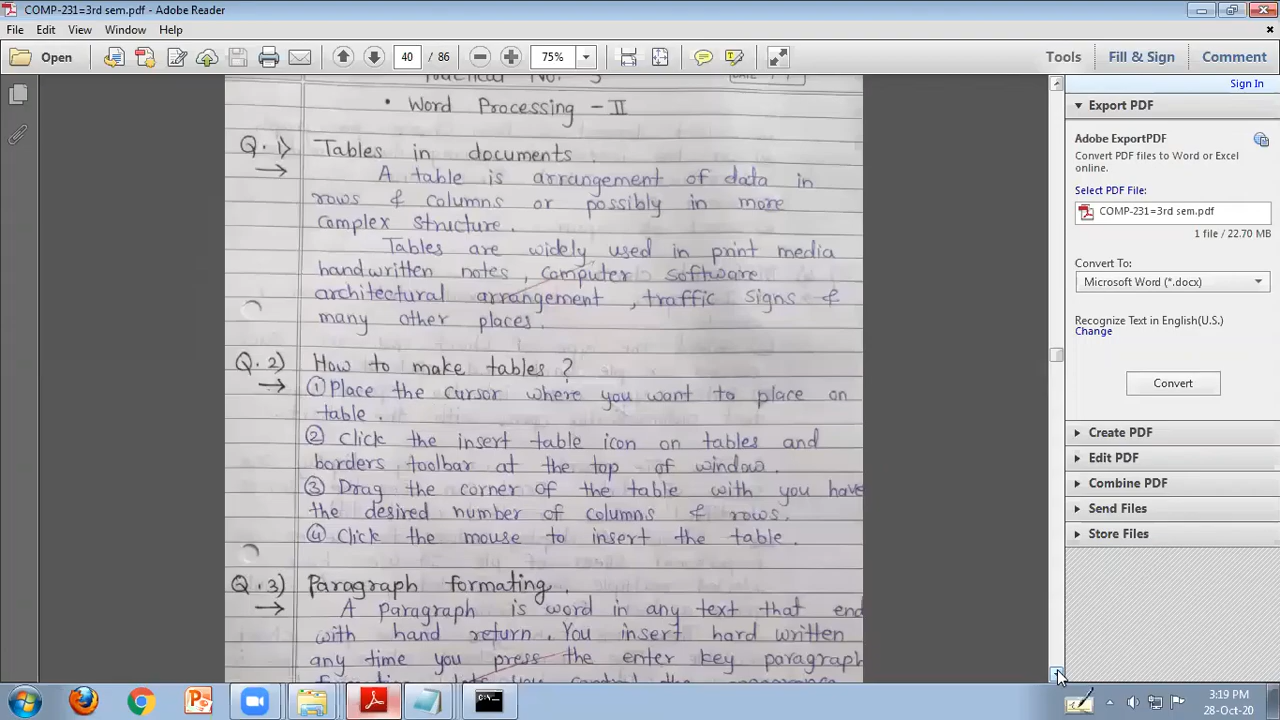 COMP-231=3rd sem.pdf - Adobe Reader
File Edit View Window Help
Open 40 / 86 75% Tools Fill & Sign Comment
Sign In
Practical No. 5
• Word Processing - II
Q. 1) Tables in documents.
→ A table is arrangement of data in
rows & columns or possibly in more
complex structure.
Tables are widely used in print media
handwritten notes, computer software
architectural arrangement, traffic signs &
many other places.
Q. 2) How to make tables?
→ ① Place the cursor where you want to place on
table.
② Click the insert table icon on tables and
borders toolbar at the top of window.
③ Drag the corner of the table with you have
the desired number of columns & rows.
④ Click the mouse to insert the table.
Q. 3) Paragraph formating.
→ A Paragraph is word in any text that end
with hand return. You insert hard written
any time you press the enter key paragraph
Export PDF
Adobe ExportPDF
Convert PDF files to Word or Excel
online.
Select PDF File:
COMP-231=3rd sem.pdf
1 file / 22.70 MB
Convert To:
Microsoft Word (*.docx)
Recognize Text in English(U.S.)
Change
Convert
Create PDF
Edit PDF
Combine PDF
Send Files
Store Files
3:19 PM
28-Oct-20